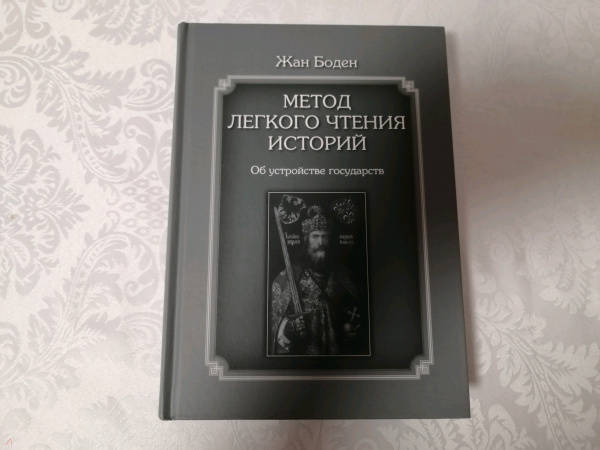 Жан Боден
МЕТОД
ЛЕГКОГО ЧТЕНИЯ
ИСТОРИЙ
Об устройстве государств